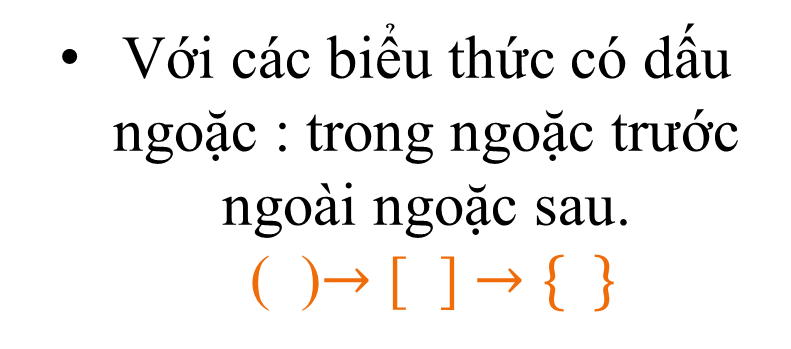 • Với các biểu thức có dấu
ngoặc : trong ngoặc trước
ngoài ngoặc sau.
( )→ [ ] → { }